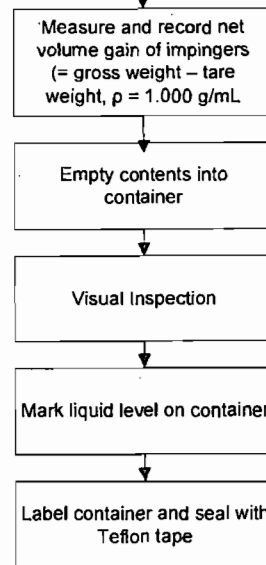 Measure and record net
volume gain of impingers
(= gross weight – tare
weight, ρ = 1.000 g/mL
Empty contents into
container
Visual Inspection
Mark liquid level on container
Label container and seal with
Teflon tape